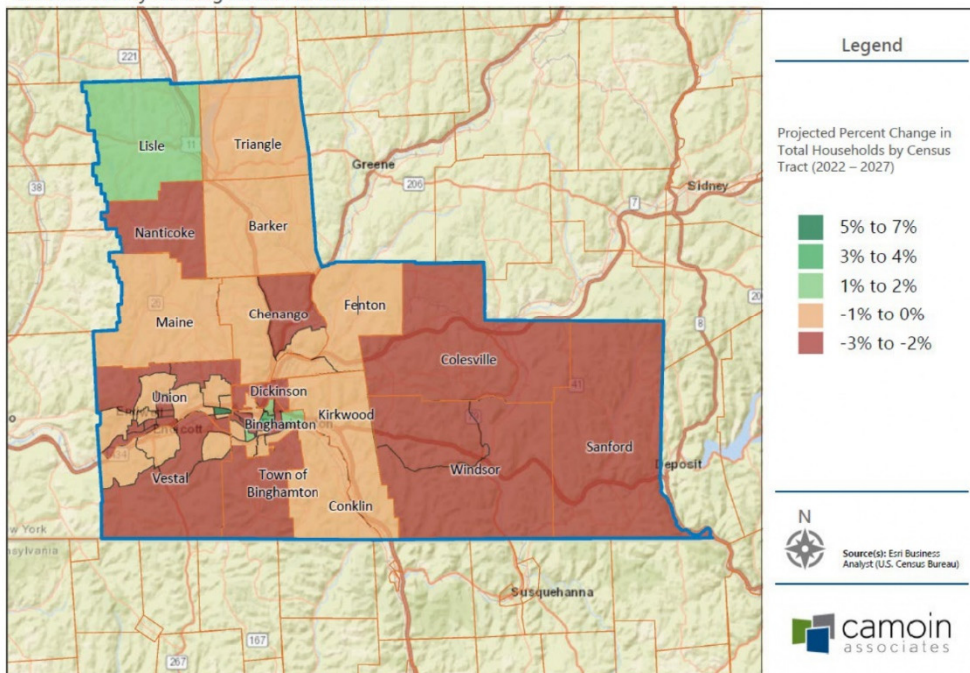 Legend
Projected Percent Change in
Total Households by Census
Tract (2022 – 2027)
5% to 7%
3% to 4%
1% to 2%
-1% to 0%
-3% to -2%
N
Source(s): Esri Business
Analyst (U.S. Census Bureau)
camoin
associates
221
Lisle
11
Triangle
Greene
206
38
7
Sidney
8
Nanticoke
Barker
Maine
Chenango
Fenton
Colesville
41
Union
Dickinson
Binghamton
Kirkwood
Vestal
Town of
Binghamton
Conklin
Windsor
Sanford
Deposit
Susquehanna
167
267